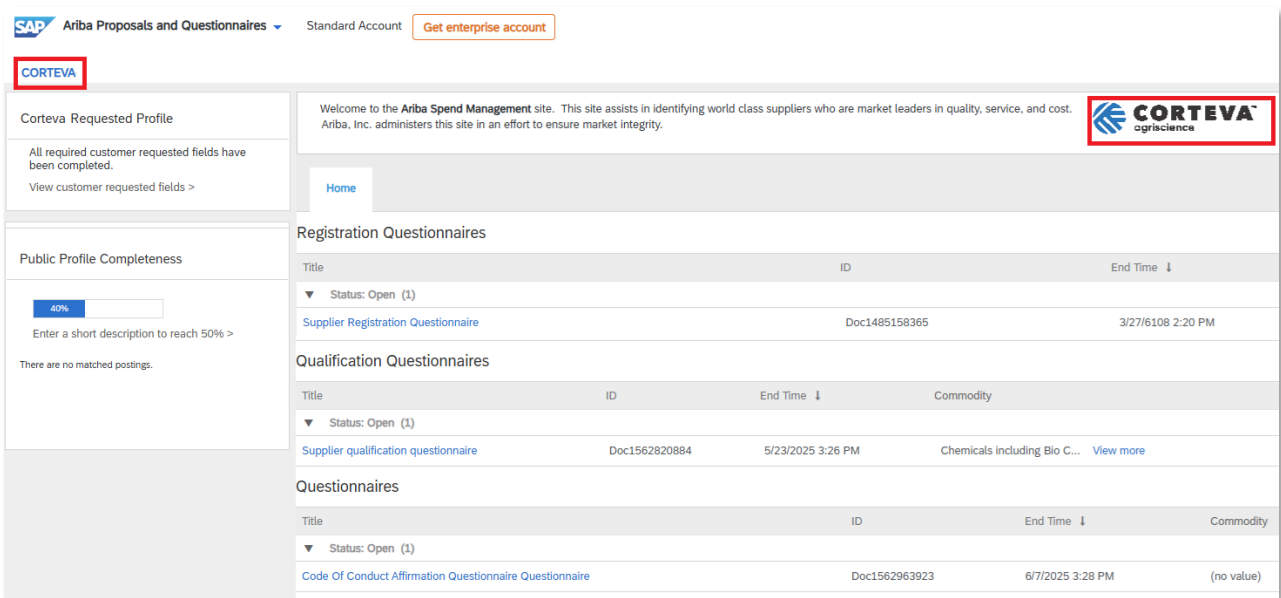 SAP Ariba Proposals and Questionnaires Standard Account Get enterprise account
CORTEVA
Corteva Requested Profile
All required customer requested fields have
been completed.
View customer requested fields >
Public Profile Completeness
40%
Enter a short description to reach 50% >
There are no matched postings.
Welcome to the Ariba Spend Management site. This site assists in identifying world class suppliers who are market leaders in quality, service, and cost.
Ariba, Inc. administers this site in an effort to ensure market integrity.
CORTEVA™
agriscience
Home
Registration Questionnaires
Title ID End Time ↓
▼ Status: Open (1)
Supplier Registration Questionnaire Doc1485158365 3/27/6108 2:20 PM
Qualification Questionnaires
Title ID End Time ↓ Commodity
▼ Status: Open (1)
Supplier qualification questionnaire Doc1562820884 5/23/2025 3:26 PM Chemicals including Bio C... View more
Questionnaires
Title ID End Time ↓ Commodity
▼ Status: Open (1)
Code Of Conduct Affirmation Questionnaire Questionnaire Doc1562963923 6/7/2025 3:28 PM (no value)